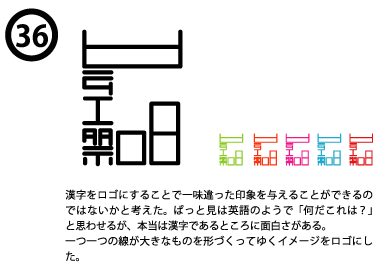 36
漢字をロゴにすることで一味違った印象を与えることができるの
ではないかと考えた。ぱっと見は英語のようで「何だこれは？」
と思わせるが、本当は漢字であるところに面白さがある。
一つ一つの線が大きなものを形づくってゆくイメージをロゴにし
た。